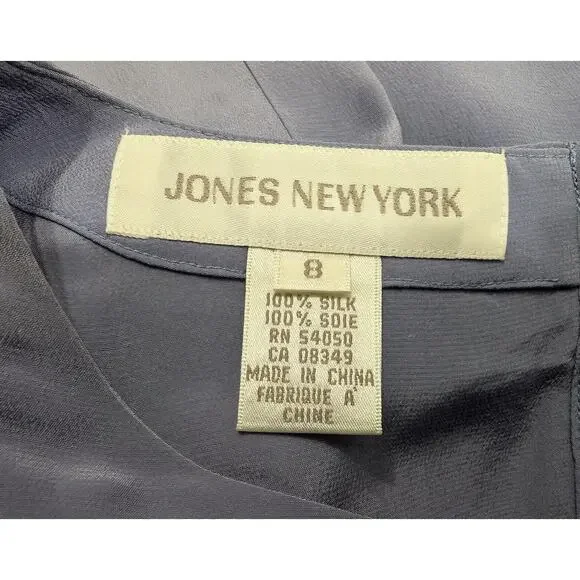 JONES NEW YORK
8
100% SILK
100% SOIE
RN 54050
CA 08349
MADE IN CHINA
FABRIQUE A'
CHINE